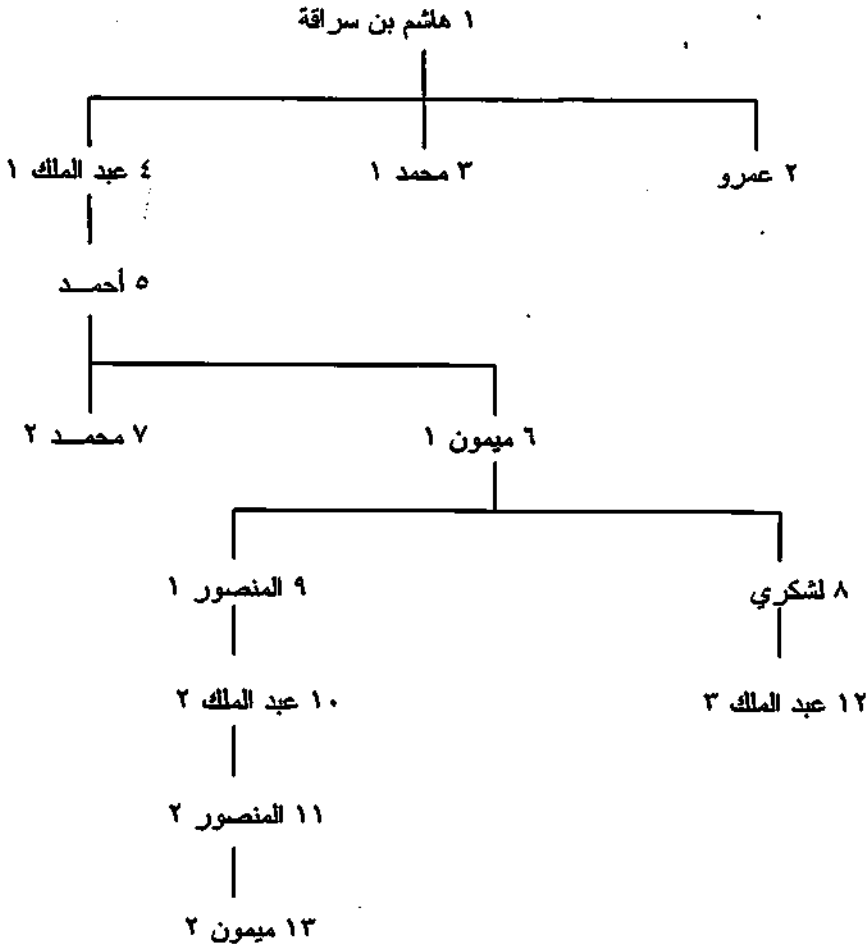 ١ هاشم بن سراقة
٢ عمرو
٣ محمد ١
٤ عبد الملك ١
٥ أحمـــد
٦ ميمون ١
٧ محمـــد ٢
٨ لشكري
٩ المنصور ١
١٠ عبد الملك ٢
١٢ عبد الملك ٣
١١ المنصور ٢
١٣ ميمون ٢